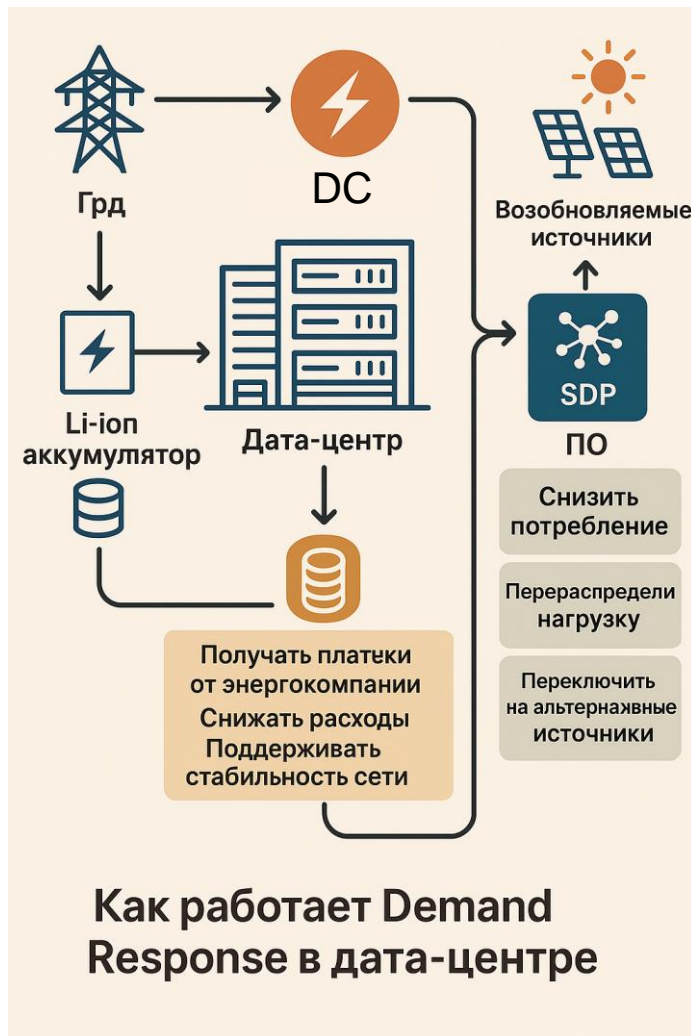 Грд
DC
Возобновляемые
источники
Li-ion
аккумулятор
Дата-центр
SDP
ПО
Снизить
потребление
Перераспредели
нагрузку
Переключить
на альтернажвные
источники
Получать платеки
от энергокомпании
Снижать расходы
Поддерживать
стабильность сети
Как работает Demand
Response в дата-центре